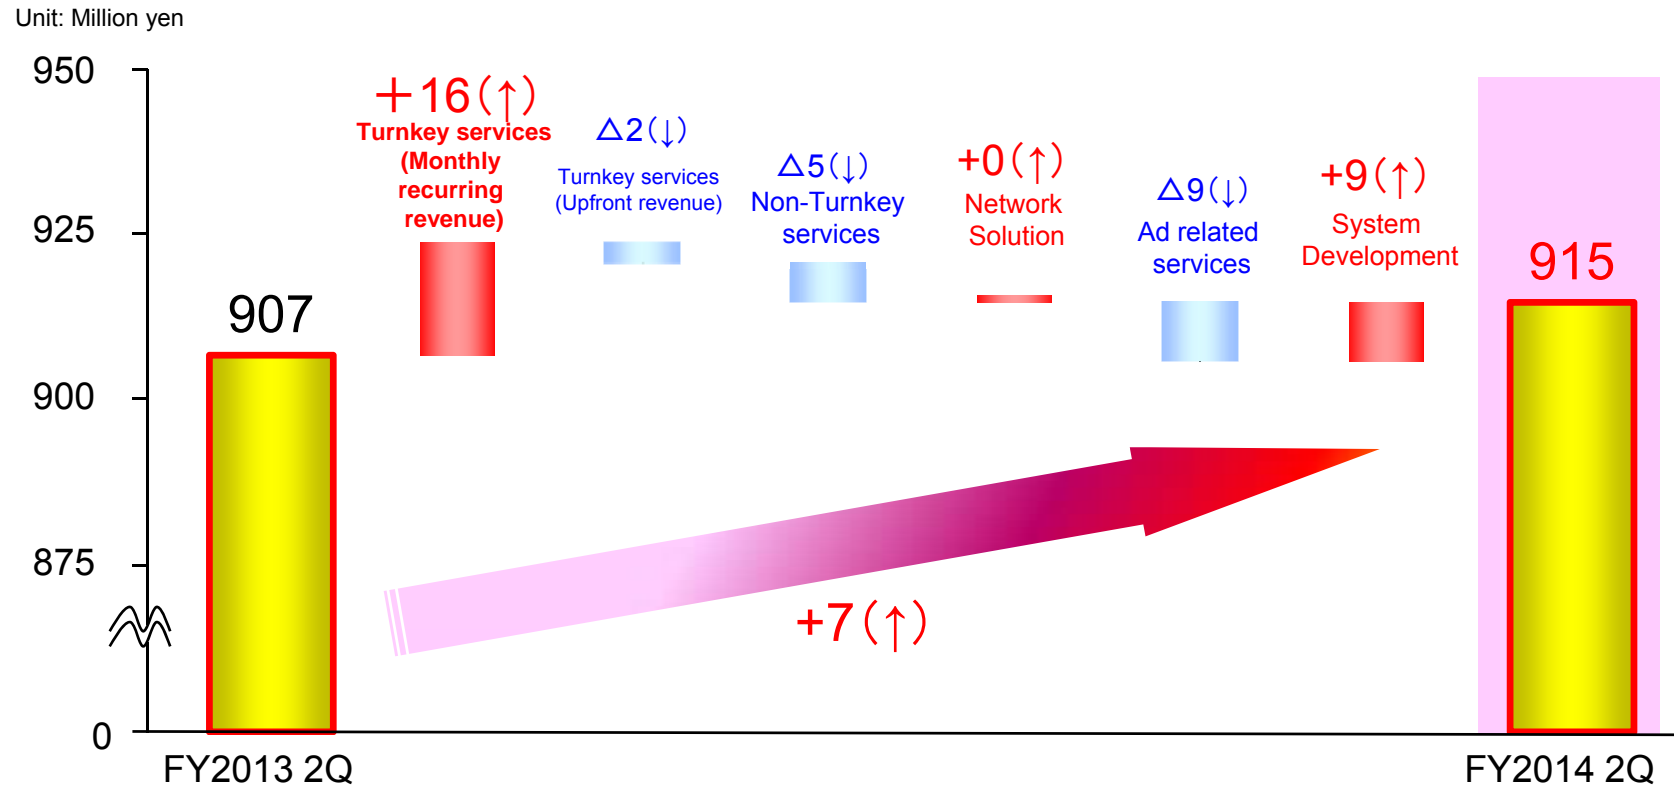 Unit: Million yen
950
925
900
875
0
907
＋16(↑)
Turnkey services
(Monthly
recurring
revenue)
△2(↓)
Turnkey services
(Upfront revenue)
△5(↓)
Non-Turnkey
services
+0(↑)
Network
Solution
△9(↓)
Ad related
services
+9(↑)
System
Development
915
+7(↑)
FY2013 2Q
FY2014 2Q